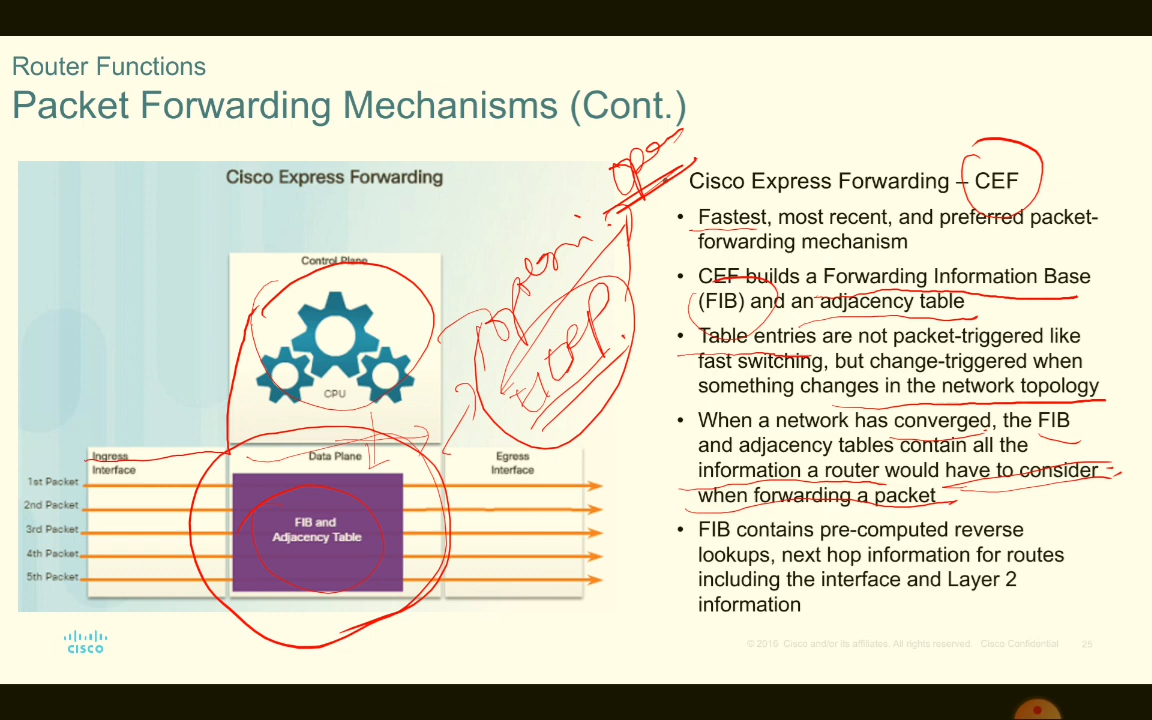 Router Functions
Packet Forwarding Mechanisms (Cont.)
Cisco Express Forwarding
Control Plane
CPU
Ingress
Interface
Data Plane
Egress
Interface
1st Packet
2nd Packet
3rd Packet
4th Packet
5th Packet
FIB and
Adjacency Table
open
• Cisco Express Forwarding – CEF
• Fastest, most recent, and preferred packet-
forwarding mechanism
• CEF builds a Forwarding Information Base
(FIB) and an adjacency table
• Table entries are not packet-triggered like
fast switching, but change-triggered when
something changes in the network topology
• When a network has converged, the FIB
and adjacency tables contain all the
information a router would have to consider
when forwarding a packet
• FIB contains pre-computed reverse
lookups, next hop information for routes
including the interface and Layer 2
information
CISCO
© 2016 Cisco and/or its affiliates. All rights reserved. Cisco Confidential
25